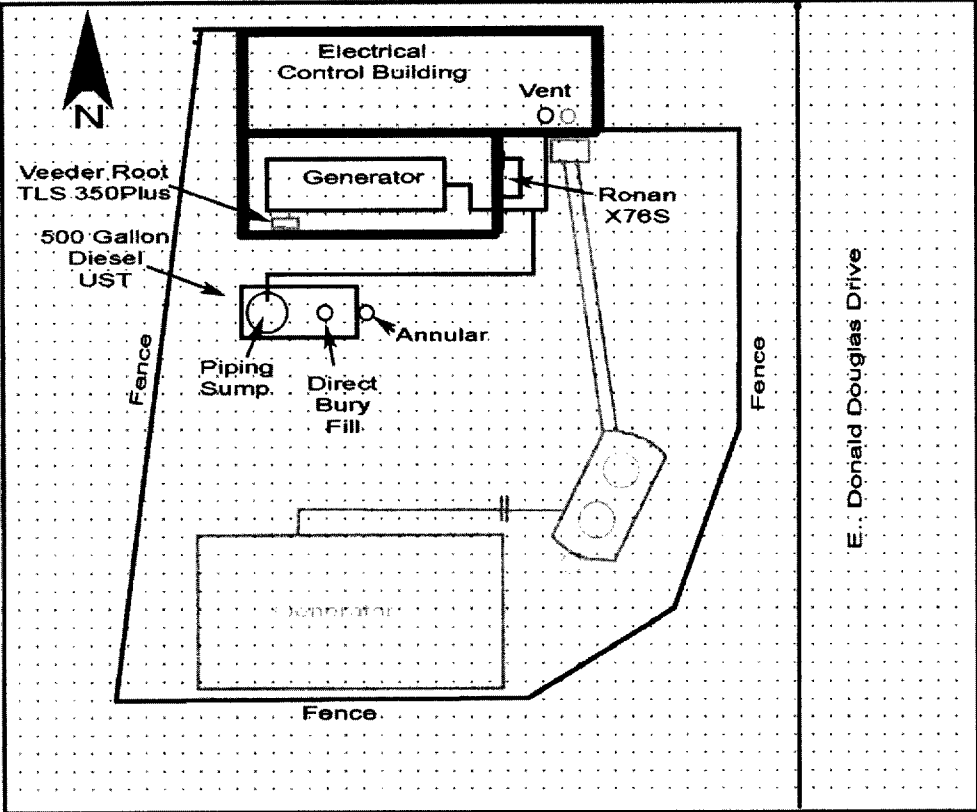 Electrical
Control Building
Vent
N
Veeder Root
TLS 350Plus
Generator
Ronan
X76S
500 Gallon
Diesel
UST
Annular
Piping
Sump
Direct
Bury
Fill
Fence
Fence
E. Donald Douglas Drive
Generator
Fence